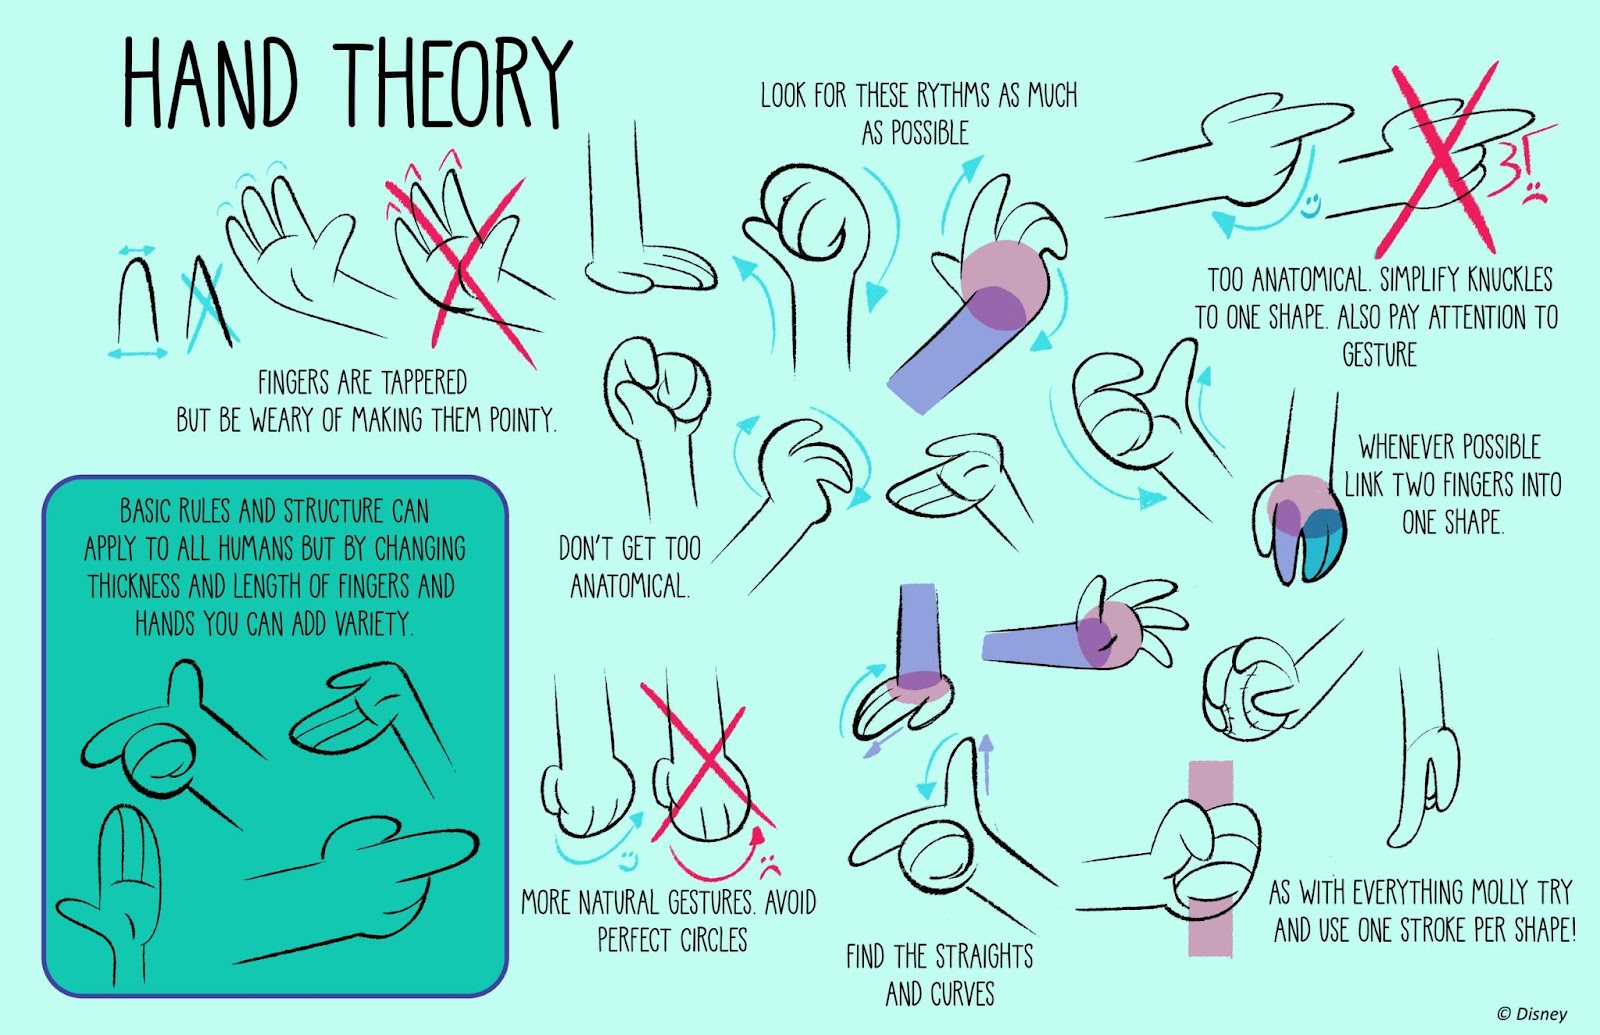 HAND THEORY
LOOK FOR THESE RYTHMS AS MUCH
AS POSSIBLE
TOO ANATOMICAL. SIMPLIFY KNUCKLES
TO ONE SHAPE. ALSO PAY ATTENTION TO
GESTURE
FINGERS ARE TAPPERED
BUT BE WEARY OF MAKING THEM POINTY.
WHENEVER POSSIBLE
LINK TWO FINGERS INTO
ONE SHAPE.
BASIC RULES AND STRUCTURE CAN
APPLY TO ALL HUMANS BUT BY CHANGING
THICKNESS AND LENGTH OF FINGERS AND
HANDS YOU CAN ADD VARIETY.
DON'T GET TOO
ANATOMICAL.
MORE NATURAL GESTURES. AVOID
PERFECT CIRCLES
FIND THE STRAIGHTS
AND CURVES
AS WITH EVERYTHING MOLLY TRY
AND USE ONE STROKE PER SHAPE!
© Disney